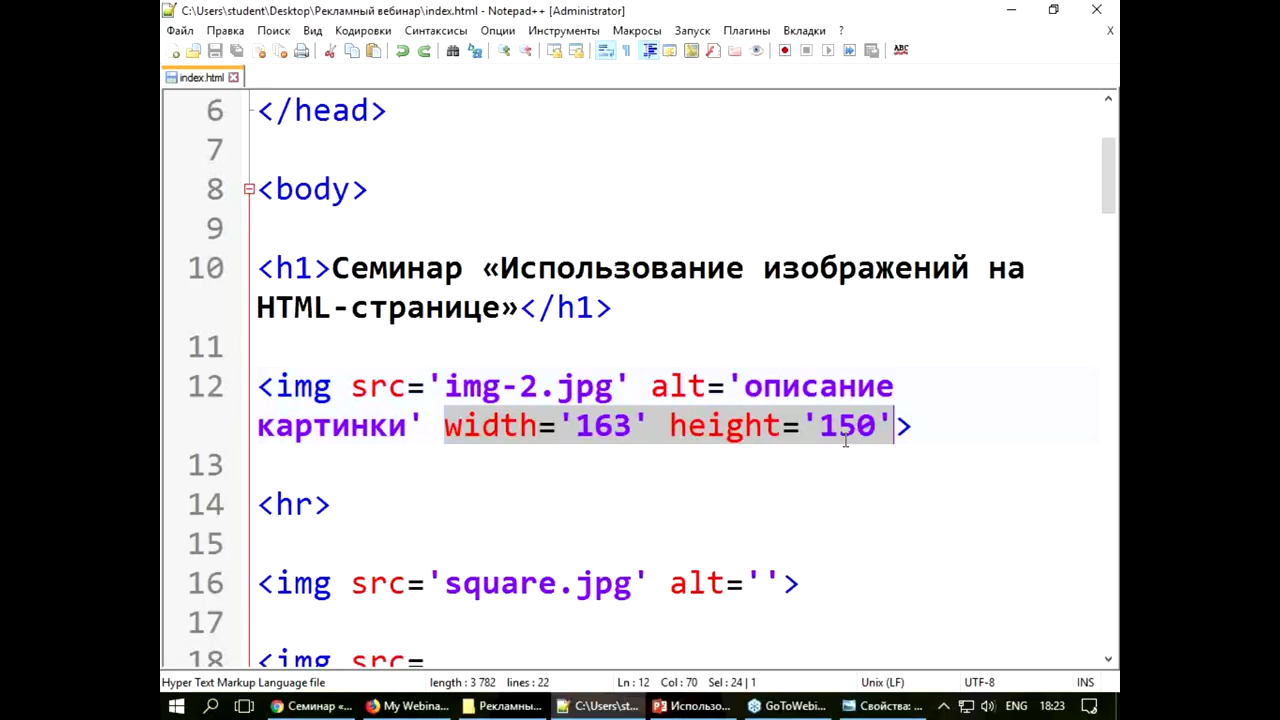 C:\Users\student\Desktop\Рекламный вебинар\index.html - Notepad++ [Administrator]
Файл Правка Поиск Вид Кодировки Синтаксисы Опции Инструменты Макросы Запуск Плагины Вкладки ? X
ABC
index.html
6 </head>
7
8 <body>
9
10 <h1>Семинар «Использование изображений на
HTML-странице»</h1>
11
12 <img src='img-2.jpg' alt='описание
картинки' width='163' height='150'>
13
14 <hr>
15
16 <img src='square.jpg' alt=''>
17
18 <img src=
Hyper Text Markup Language file length : 3 782 lines : 22 Ln : 12 Col : 70 Sel : 24 | 1 Unix (LF) UTF-8 INS
Семинар «... My Webina... Рекламны... C:\Users\st... Использо... GoToWebi... Свойства: ... ENG 18:23